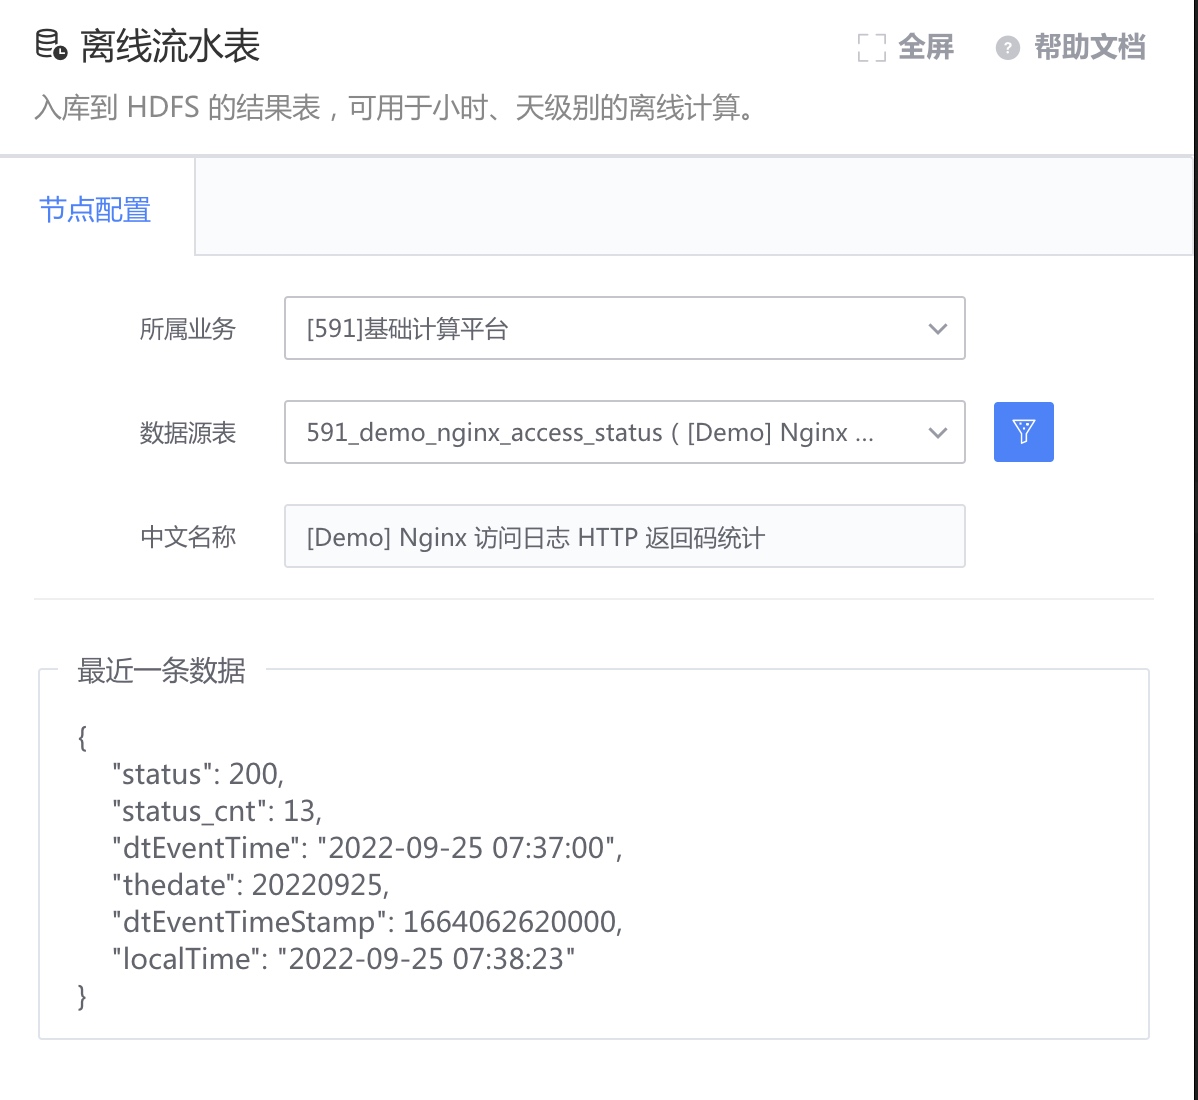 离线流水表
全屏
帮助文档
入库到 HDFS 的结果表，可用于小时、天级别的离线计算。
节点配置
所属业务
[591]基础计算平台
数据源表
591_demo_nginx_access_status ( [Demo] Nginx ...
中文名称
[Demo] Nginx 访问日志 HTTP 返回码统计
最近一条数据
{
"status": 200,
"status_cnt": 13,
"dtEventTime": "2022-09-25 07:37:00",
"thedate": 20220925,
"dtEventTimeStamp": 1664062620000,
"localTime": "2022-09-25 07:38:23"
}